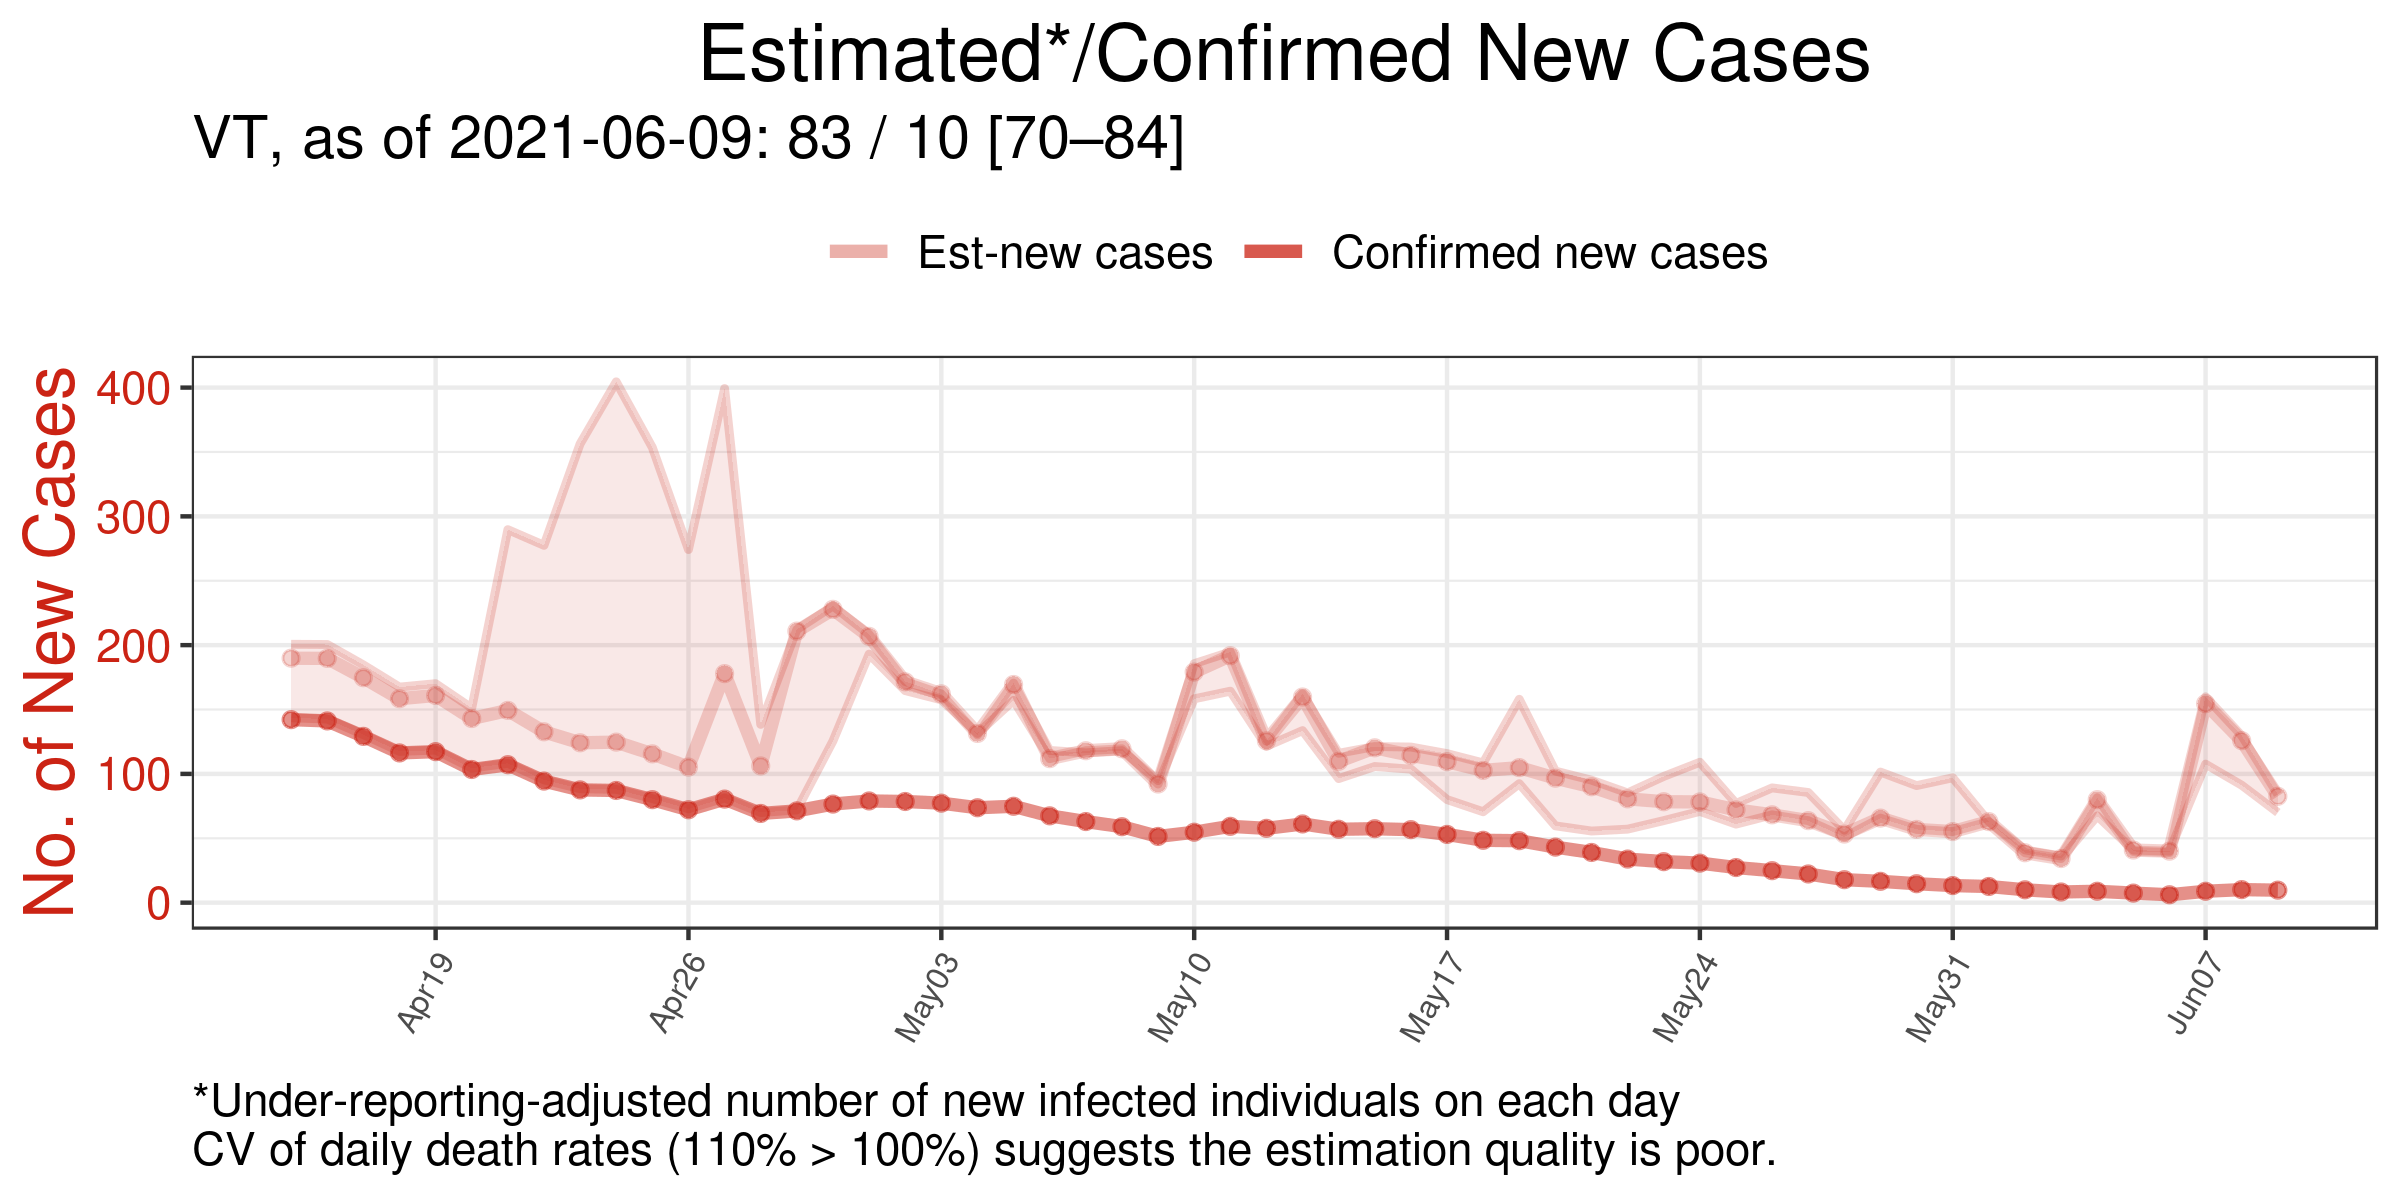 Estimated*/Confirmed New Cases
VT, as of 2021-06-09: 83 / 10 [70–84]
Est-new cases
Confirmed new cases
No. of New Cases
400
300
200
100
0
Apr19
Apr26
May03
May10
May17
May24
May31
Jun07
*Under-reporting-adjusted number of new infected individuals on each day
CV of daily death rates (110% > 100%) suggests the estimation quality is poor.